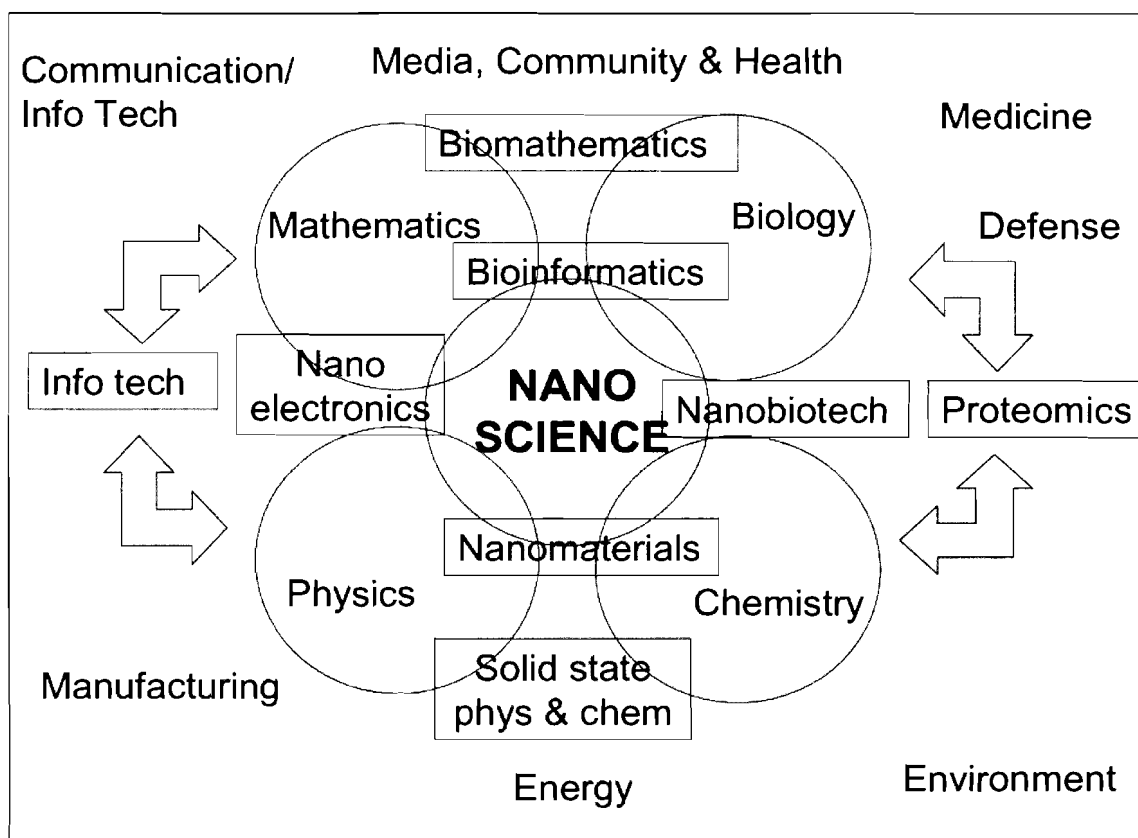 Communication/
Info Tech
Media, Community & Health
Medicine
Biomathematics
Mathematics
Biology
Defense
Bioinformatics
Info tech
Nano
electronics
NANO
SCIENCE
Nanobiotech
Proteomics
Nanomaterials
Physics
Chemistry
Manufacturing
Solid state
phys & chem
Energy
Environment